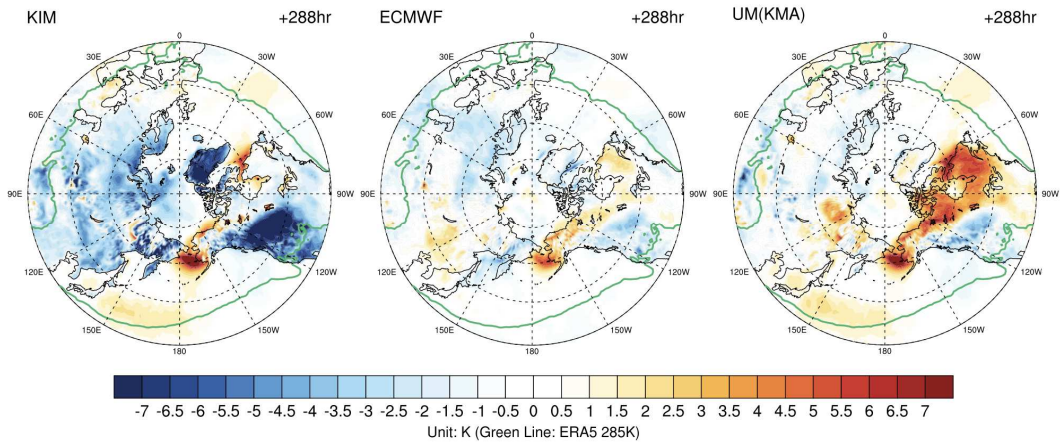 KIM +288hr ECMWF +288hr UM(KMA) +288hr
0 0 0
30E 30W 30E 30W 30E 30W
60E 60W 60E 60W 60E 60W
90E 90W 90E 90W 90E 90W
120E 120W 120E 120W 120E 120W
150E 150W 150E 150W 150E 150W
180 180 180
-7 -6.5 -6 -5.5 -5 -4.5 -4 -3.5 -3 -2.5 -2 -1.5 -1 -0.5 0 0.5 1 1.5 2 2.5 3 3.5 4 4.5 5 5.5 6 6.5 7
Unit: K (Green Line: ERA5 285K)